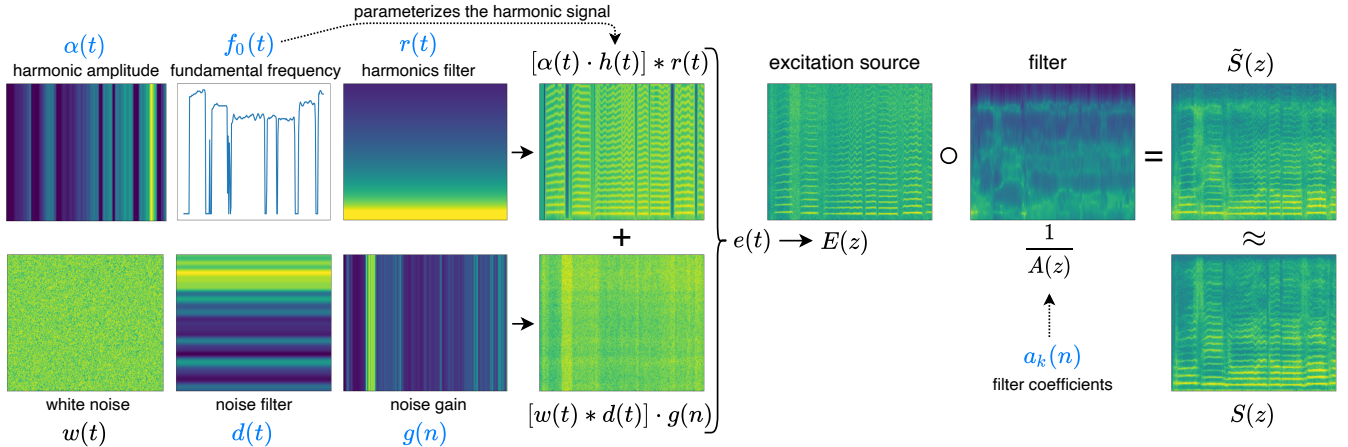 parameterizes the harmonic signal
α(t)
f₀(t)
r(t)
harmonic amplitude
fundamental frequency
harmonics filter
[α(t) · h(t)] ∗ r(t)
excitation source
filter
S̃(z)
+
○
=
e(t) → E(z)
1
A(z)
≈
aₖ(n)
filter coefficients
white noise
noise filter
noise gain
[w(t) ∗ d(t)] · g(n)
w(t)
d(t)
g(n)
S(z)